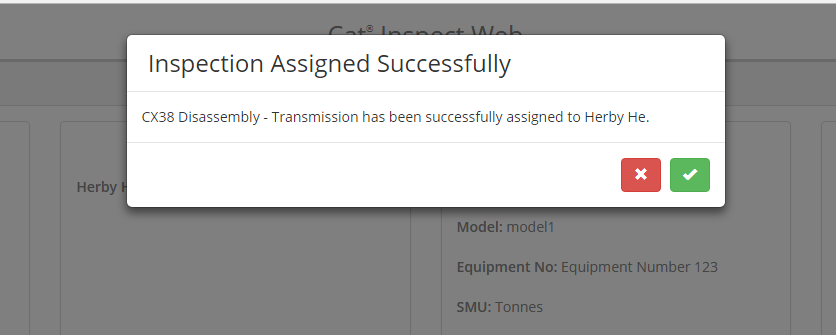 Cat® Inspect Web
Inspection Assigned Successfully
CX38 Disassembly - Transmission has been successfully assigned to Herby He.
Herby H
Model: model1
Equipment No: Equipment Number 123
SMU: Tonnes